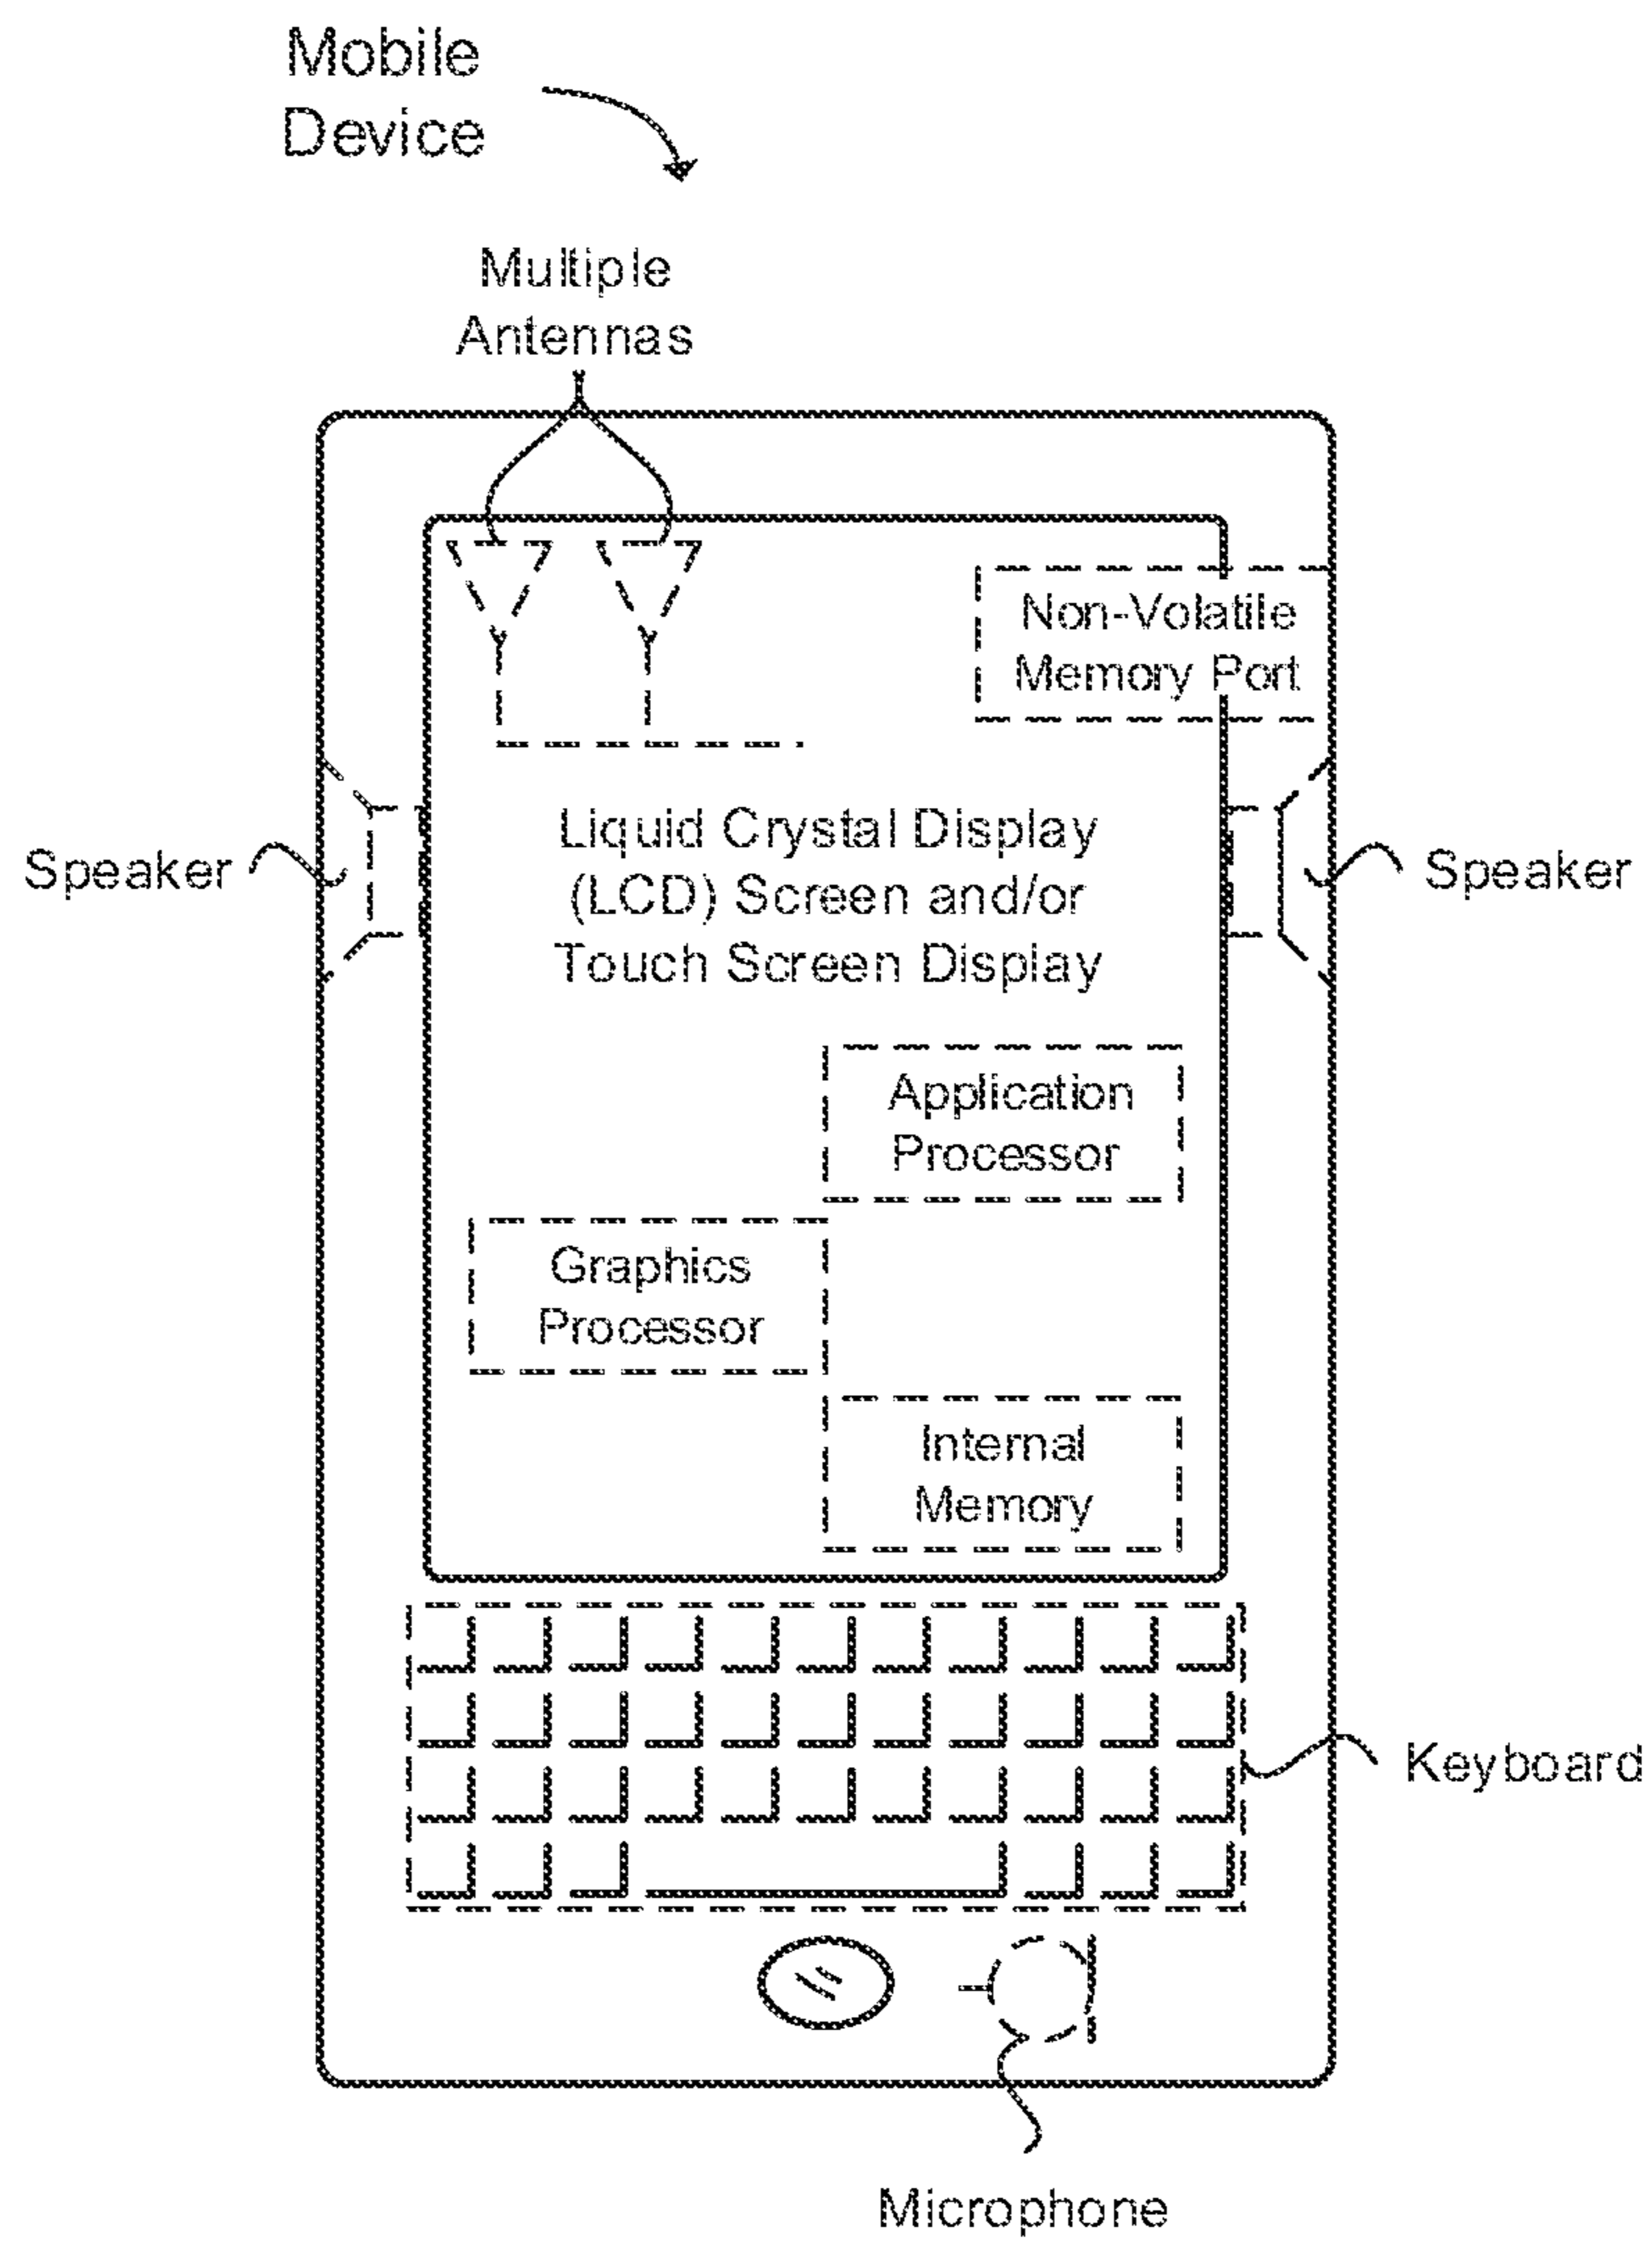 Mobile
Device
Multiple
Antennas
Non-Volatile
Memory Port
Liquid Crystal Display
(LCD) Screen and/or
Touch Screen Display
Speaker
Speaker
Application
Processor
Graphics
Processor
Internal
Memory
Keyboard
Microphone